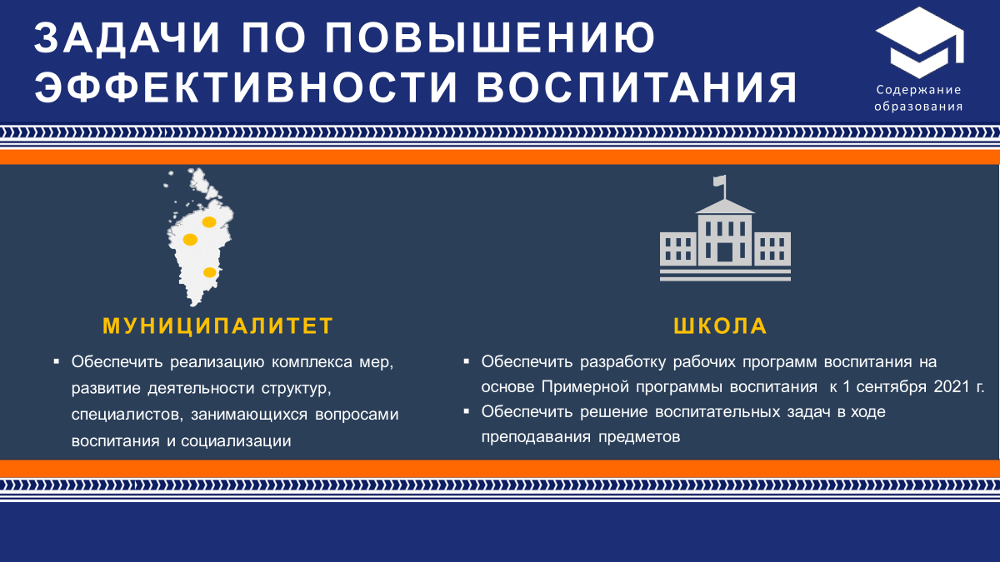 ЗАДАЧИ ПО ПОВЫШЕНИЮ
ЭФФЕКТИВНОСТИ ВОСПИТАНИЯ
Содержание
образования
МУНИЦИПАЛИТЕТ
▪ Обеспечить реализацию комплекса мер,
развитие деятельности структур,
специалистов, занимающихся вопросами
воспитания и социализации
ШКОЛА
▪ Обеспечить разработку рабочих программ воспитания на
основе Примерной программы воспитания к 1 сентября 2021 г.
▪ Обеспечить решение воспитательных задач в ходе
преподавания предметов